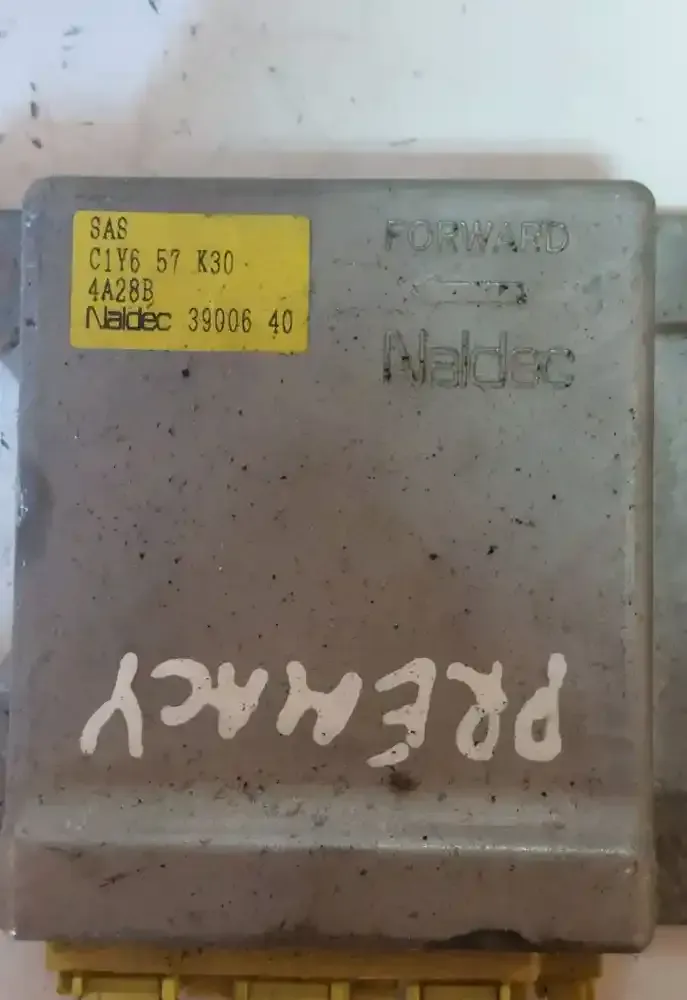 SAS
C1Y6 57 K30
4A28B
Naldec 39006 40
FORWARD
Naldec
PREMACY